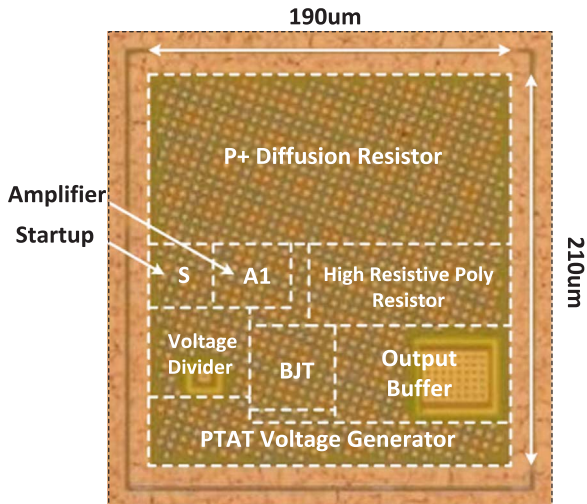 190um
P+ Diffusion Resistor
Amplifier
Startup
S
A1
High Resistive Poly
Resistor
210um
Voltage
Divider
BJT
Output
Buffer
PTAT Voltage Generator